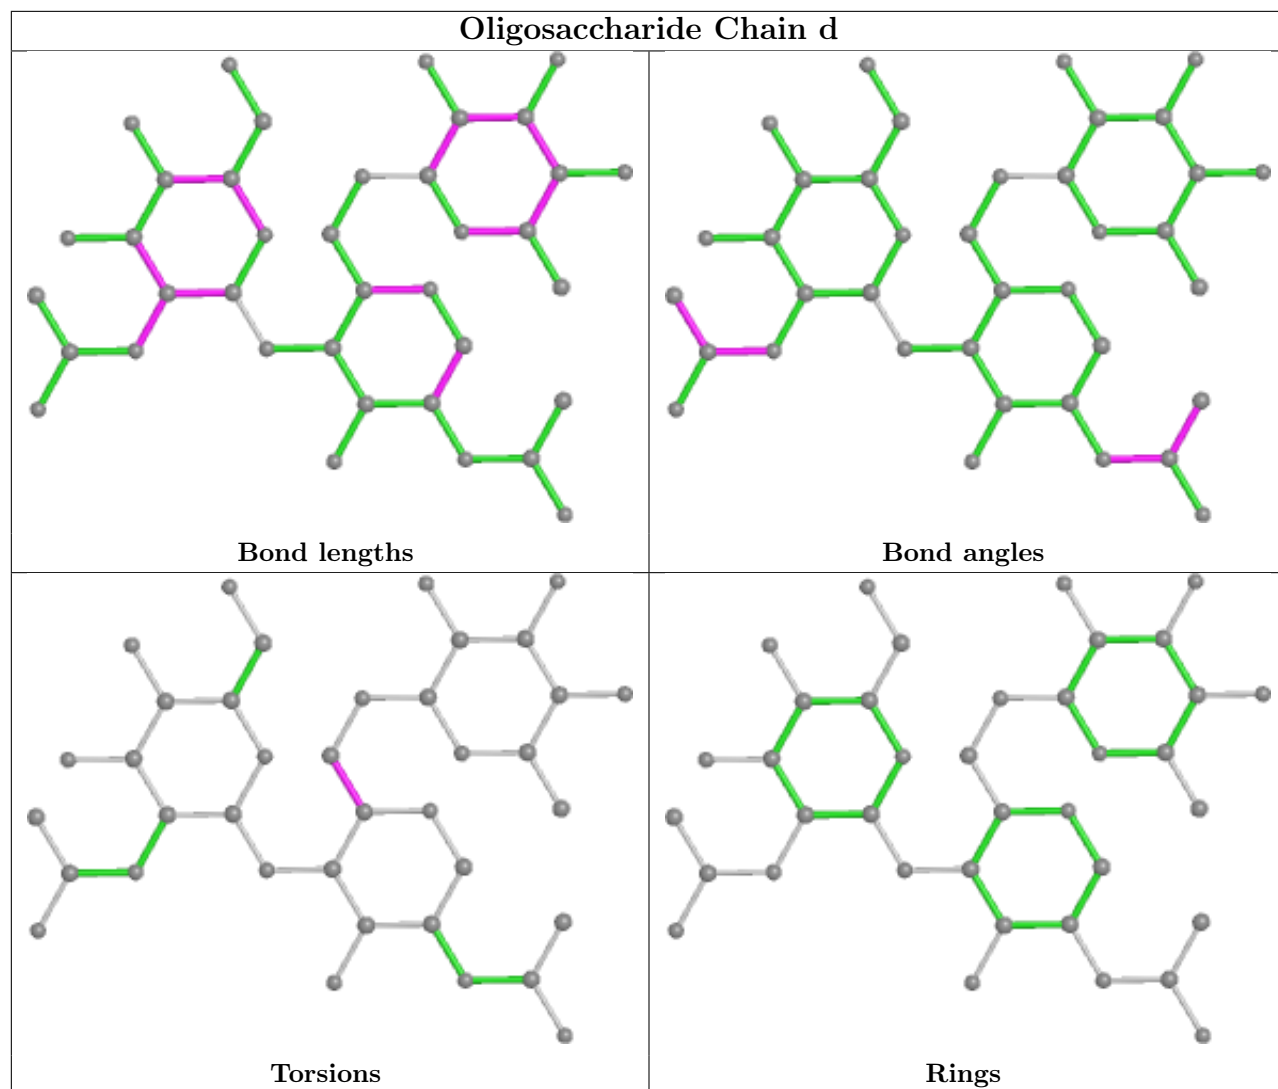 Oligosaccharide Chain d
Bond lengths
Bond angles
Torsions
Rings